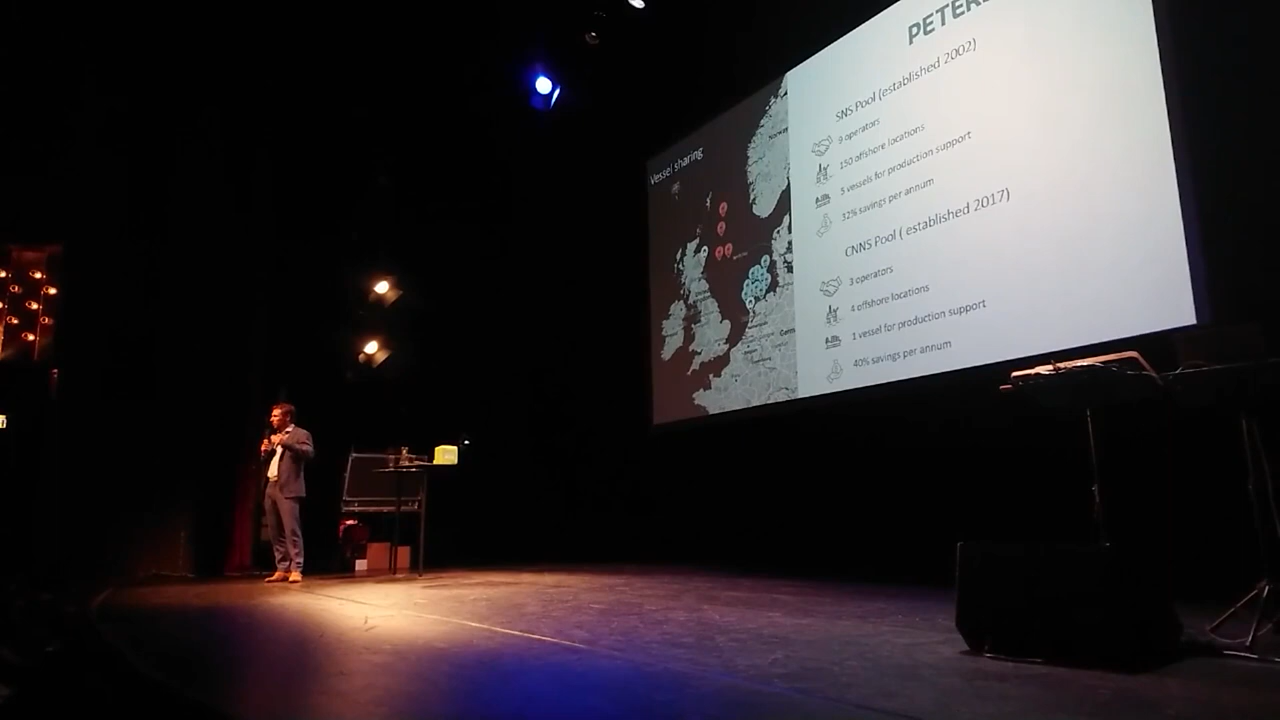 PETER
Vessel sharing
SNS Pool (established 2002)
9 operators
150 offshore locations
5 vessels for production support
32% savings per annum
CNNS Pool ( established 2017)
3 operators
4 offshore locations
1 vessel for production support
40% savings per annum
Norway